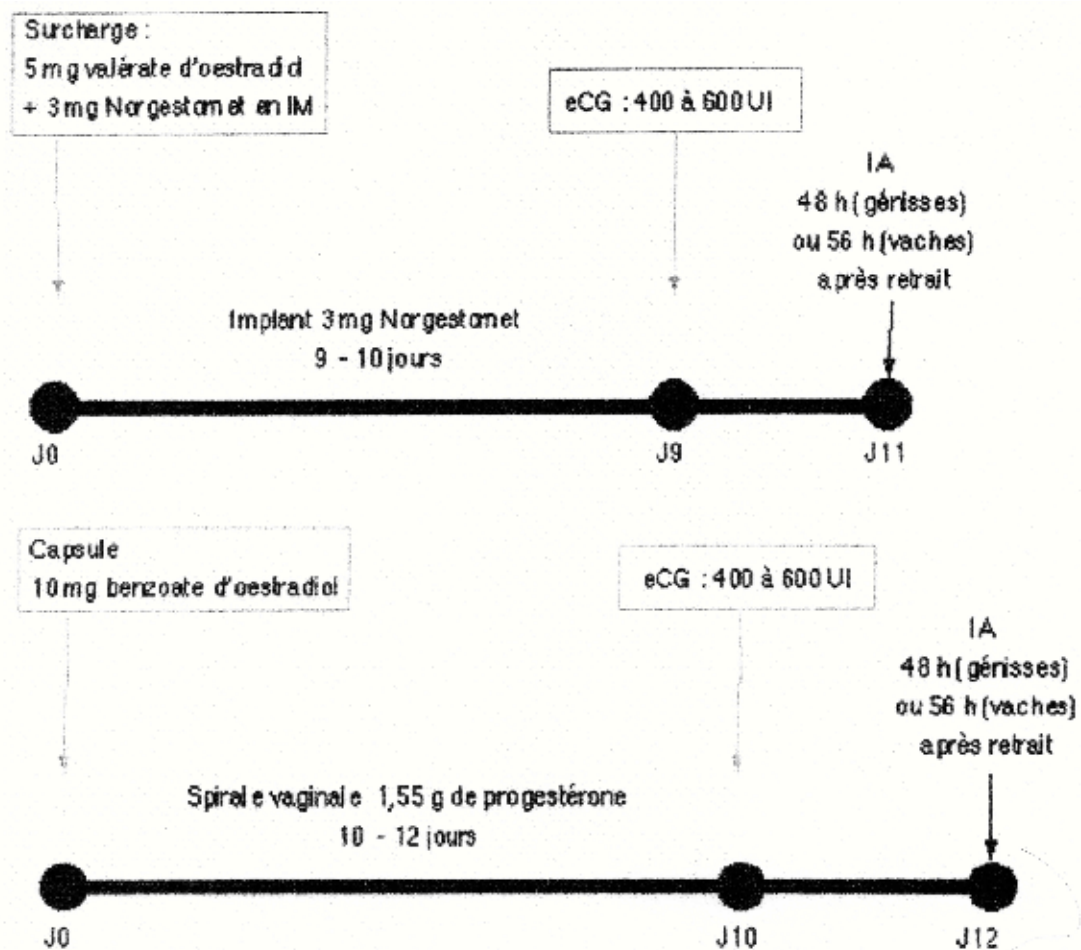 Surcharge :
5 mg valérate d'oestradiol
+ 3 mg Norgestomet en IM
eCG : 400 à 600 UI
IA
48 h (génisses)
ou 56 h (vaches)
après retrait
Implant 3 mg Norgestomet
9 - 10 jours
J0
J9
J11
Capsule
10 mg benzoate d'oestradiol
eCG : 400 à 600 UI
IA
48 h (génisses)
ou 56 h (vaches)
après retrait
Spirale vaginale 1,55 g de progestérone
10 - 12 jours
J0
J10
J12